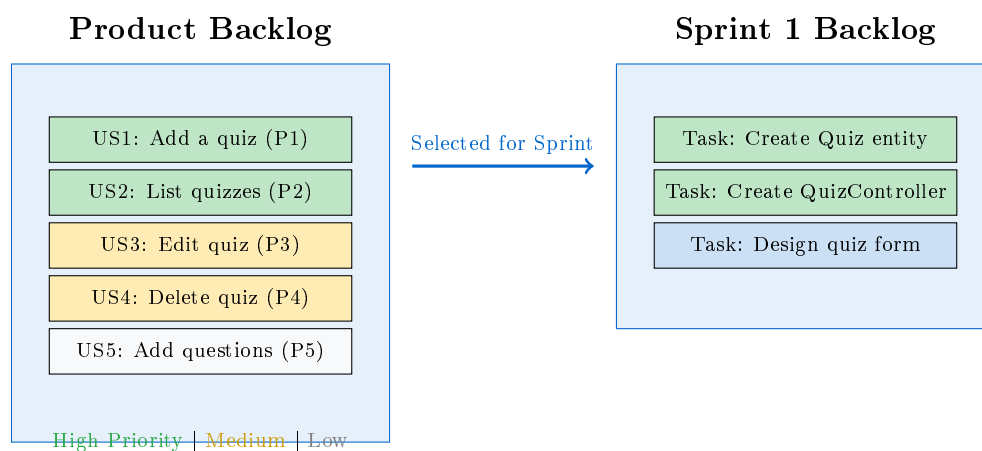 Product Backlog
US1: Add a quiz (P1)
US2: List quizzes (P2)
US3: Edit quiz (P3)
US4: Delete quiz (P4)
US5: Add questions (P5)
High Priority | Medium | Low
Selected for Sprint
Sprint 1 Backlog
Task: Create Quiz entity
Task: Create QuizController
Task: Design quiz form